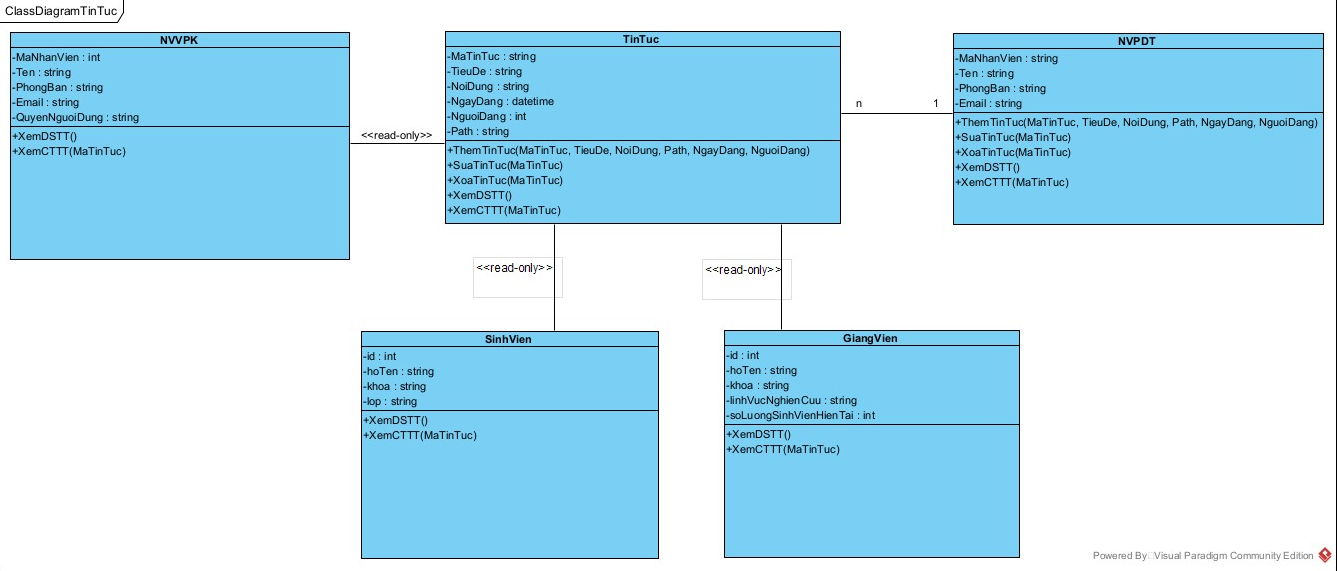 ClassDiagramTinTuc
NVVPK
-MaNhanVien : int
-Ten : string
-PhongBan : string
-Email : string
-QuyenNguoiDung : string
+XemDSTT()
+XemCTTT(MaTinTuc)
<<read-only>>
TinTuc
-MaTinTuc : string
-TieuDe : string
-NoiDung : string
-NgayDang : datetime
-NguoiDang : int
-Path : string
+ThemTinTuc(MaTinTuc, TieuDe, NoiDung, Path, NgayDang, NguoiDang)
+SuaTinTuc(MaTinTuc)
+XoaTinTuc(MaTinTuc)
+XemDSTT()
+XemCTTT(MaTinTuc)
n
1
NVPDT
-MaNhanVien : string
-Ten : string
-PhongBan : string
-Email : string
+ThemTinTuc(MaTinTuc, TieuDe, NoiDung, Path, NgayDang, NguoiDang)
+SuaTinTuc(MaTinTuc)
+XoaTinTuc(MaTinTuc)
+XemDSTT()
+XemCTTT(MaTinTuc)
<<read-only>>
<<read-only>>
SinhVien
-id : int
-hoTen : string
-khoa : string
-lop : string
+XemDSTT()
+XemCTTT(MaTinTuc)
GiangVien
-id : int
-hoTen : string
-khoa : string
-linhVucNghienCuu : string
-soLuongSinhVienHienTai : int
+XemDSTT()
+XemCTTT(MaTinTuc)
Powered By Visual Paradigm Community Edition